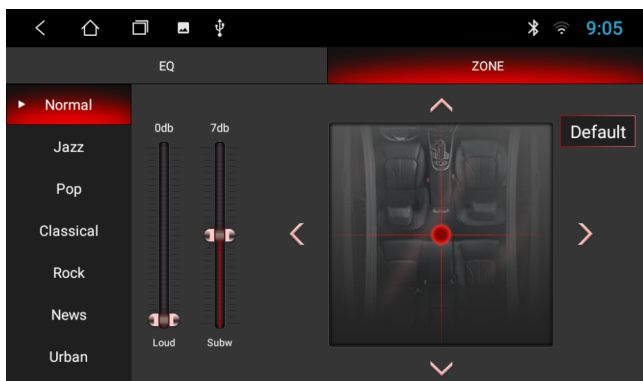 9:05
EQ
ZONE
Normal
Jazz
Pop
Classical
Rock
News
Urban
0db
7db
Loud
Subw
Default